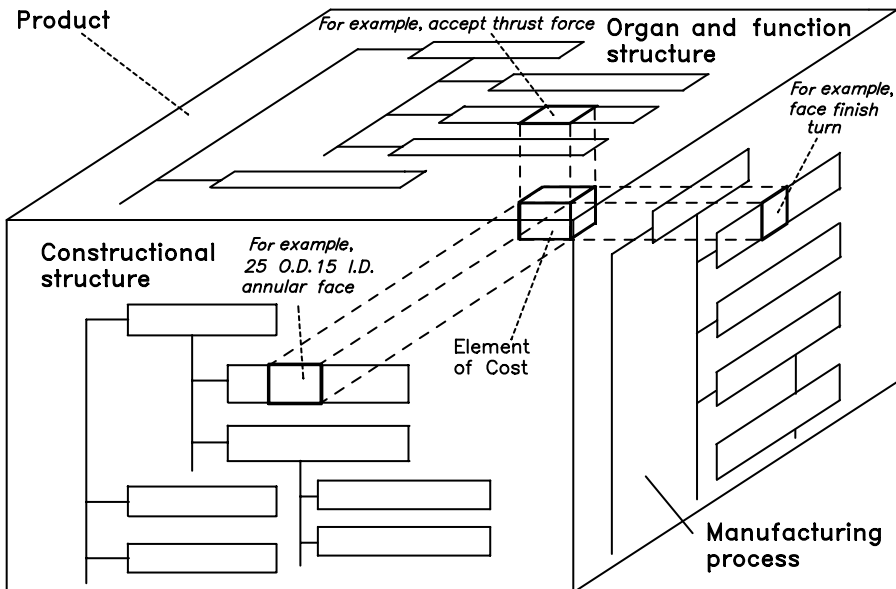 Product
For example, accept thrust force
Organ and function
structure
For example,
face finish
turn
Constructional
structure
For example,
25 O.D. 15 I.D.
annular face
Element
of Cost
Manufacturing
process